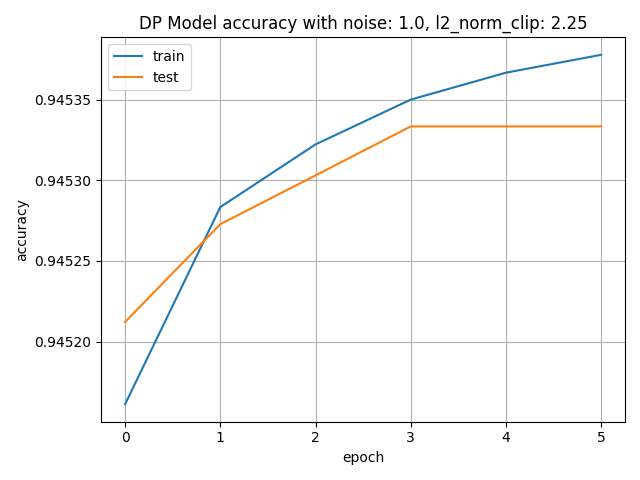 DP Model accuracy with noise: 1.0, l2_norm_clip: 2.25
train
test
0.94535
0.94530
0.94525
0.94520
accuracy
0 1 2 3 4 5
epoch